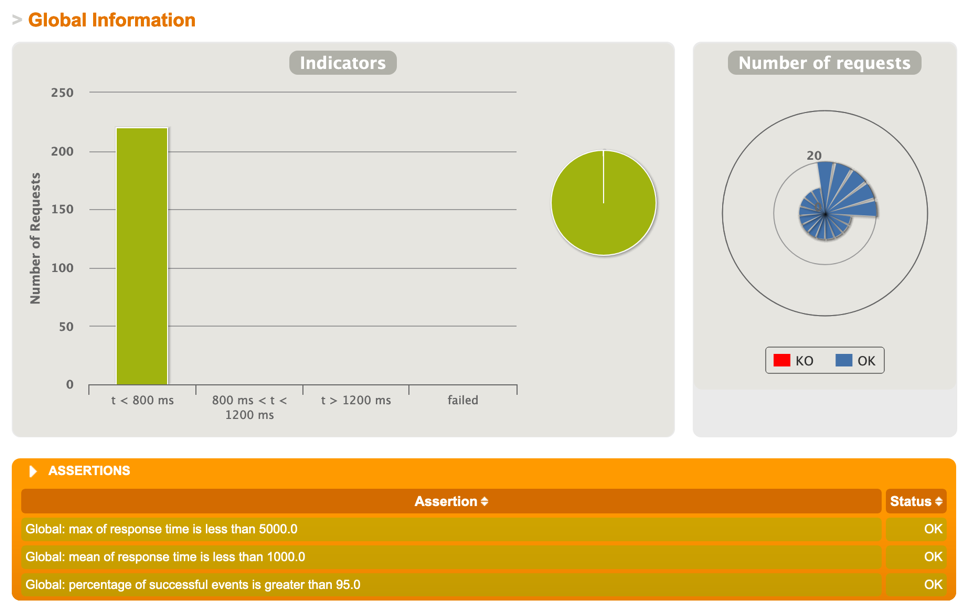 > Global Information
Indicators
Number of requests
Number of Requests
250
200
150
100
50
0
t < 800 ms
800 ms < t <
1200 ms
t > 1200 ms
failed
20
KO
OK
ASSERTIONS
Assertion
Status
Global: max of response time is less than 5000.0
OK
Global: mean of response time is less than 1000.0
OK
Global: percentage of successful events is greater than 95.0
OK